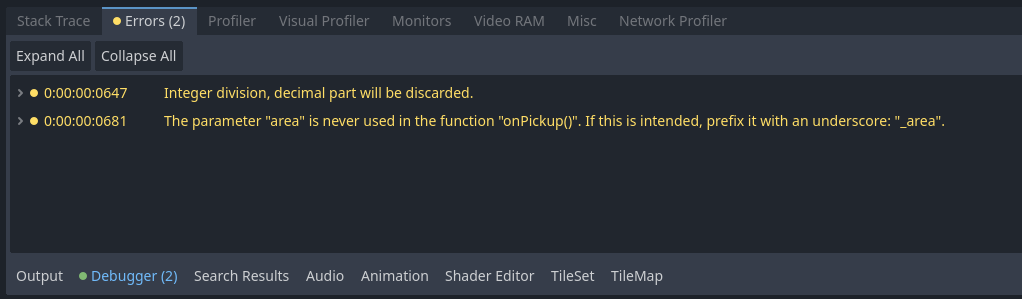 Stack Trace Errors (2) Profiler Visual Profiler Monitors Video RAM Misc Network Profiler
Expand All Collapse All
0:00:00:0647 Integer division, decimal part will be discarded.
0:00:00:0681 The parameter "area" is never used in the function "onPickup()". If this is intended, prefix it with an underscore: "_area".
Output Debugger (2) Search Results Audio Animation Shader Editor TileSet TileMap